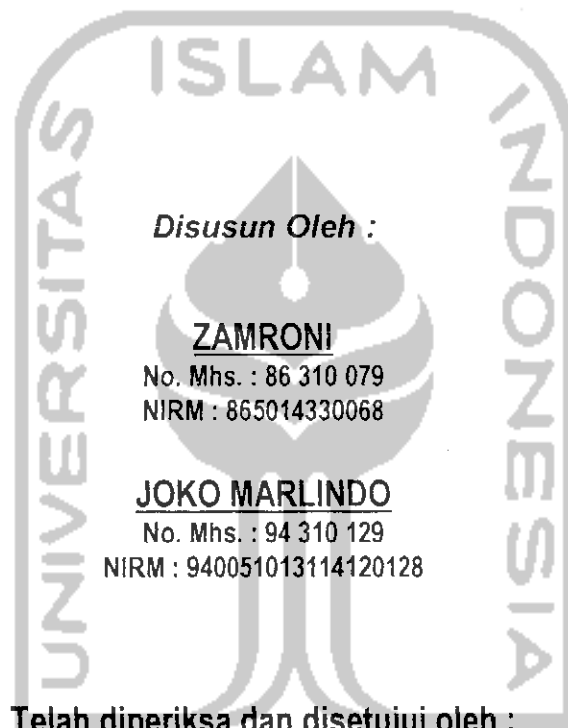 UNIVERSITAS ISLAM INDONESIA
Disusun Oleh :
ZAMRONI
No. Mhs. : 86 310 079
NIRM : 865014330068
JOKO MARLINDO
No. Mhs. : 94 310 129
NIRM : 940051013114120128
Telah diperiksa dan disetujui oleh :